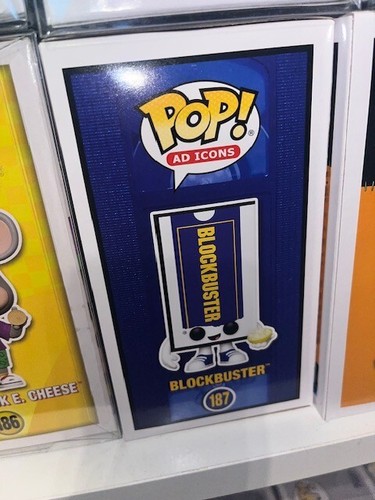 POP!®
AD ICONS
BLOCKBUSTER
BLOCKBUSTER™
187
K E. CHEESE™
86